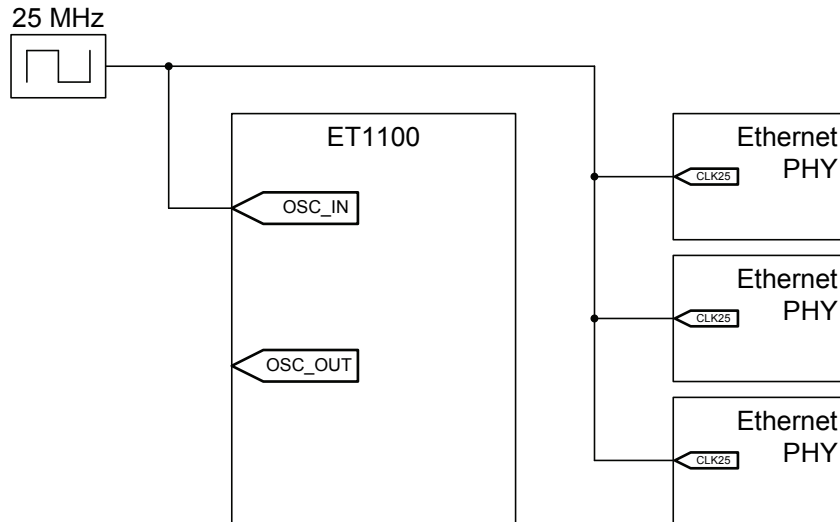 25 MHz
ET1100
OSC_IN
OSC_OUT
Ethernet
PHY
CLK25
Ethernet
PHY
CLK25
Ethernet
PHY
CLK25